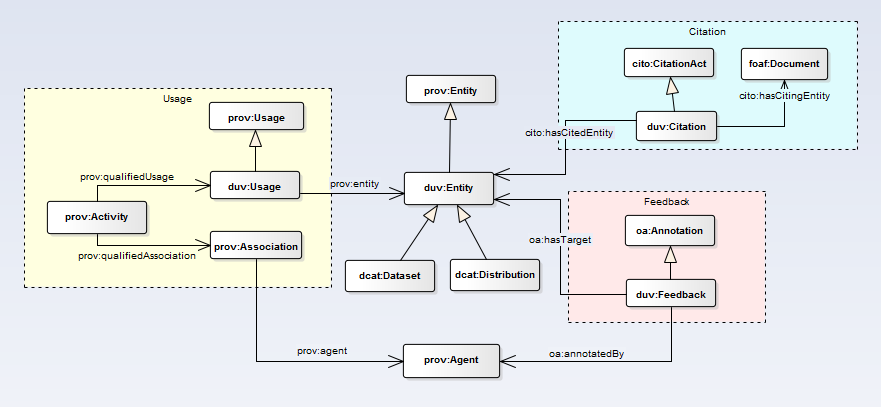 Citation
cito:CitationAct
foaf:Document
cito:hasCitingEntity
duv:Citation
cito:hasCitedEntity
prov:Entity
Usage
prov:Usage
prov:qualifiedUsage
duv:Usage
prov:entity
duv:Entity
prov:Activity
prov:Association
prov:qualifiedAssociation
dcat:Dataset
dcat:Distribution
Feedback
oa:Annotation
oa:hasTarget
duv:Feedback
prov:agent
prov:Agent
oa:annotatedBy